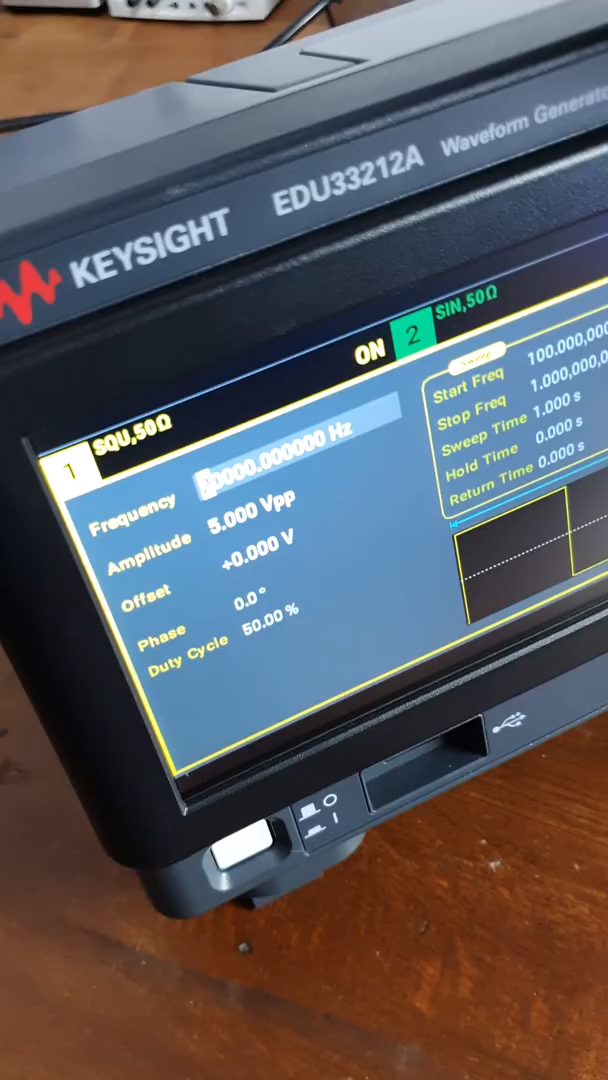 KEYSIGHT EDU33212A Waveform Generato
1 SQU,50Ω ON 2 SIN,50Ω
Frequency 0000.000000 Hz
Amplitude 5.000 Vpp
Offset +0.000 V
Phase 0.0 °
Duty Cycle 50.00 %
Sweep
Start Freq 100.000,00
Stop Freq 1.000,000,0
Sweep Time 1.000 s
Hold Time 0.000 s
Return Time 0.000 s